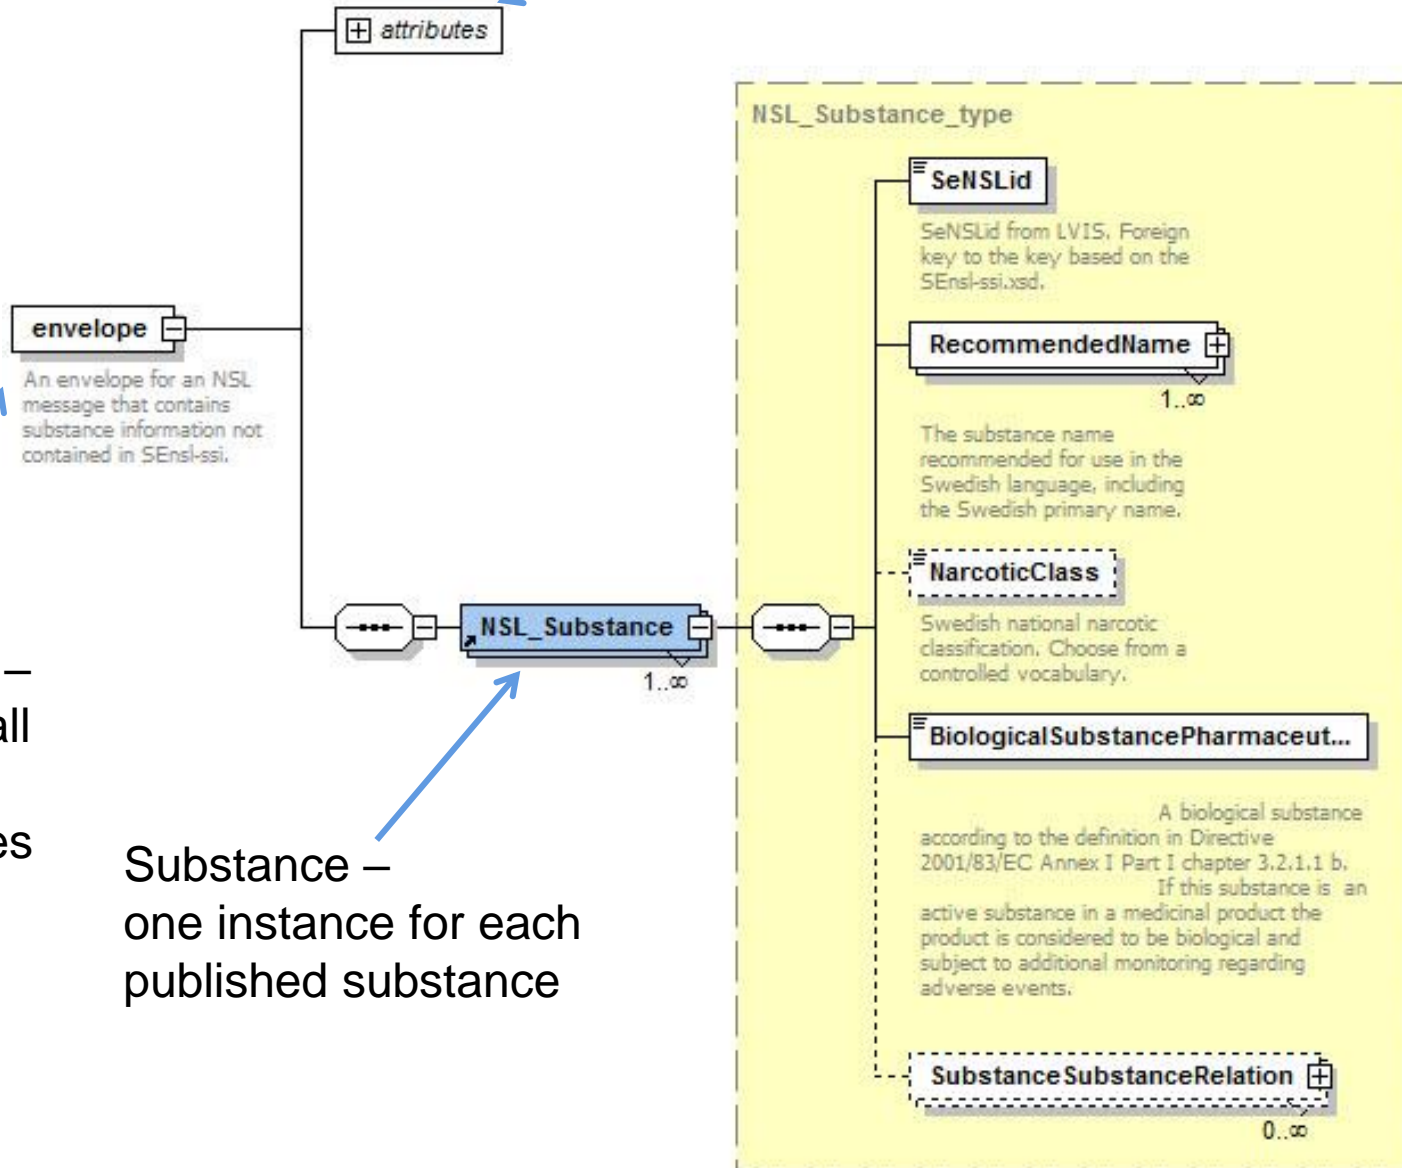 attributes
NSL_Substance_type
SeNSLid
SeNSLid from LVIS. Foreign
key to the key based on the
SEnsl-ssi.xsd.
envelope
An envelope for an NSL
message that contains
substance information not
contained in SEnsl-ssi.
RecommendedName
1..∞
The substance name
recommended for use in the
Swedish language, including
the Swedish primary name.
NarcoticClass
Swedish national narcotic
classification. Choose from a
controlled vocabulary.
NSL_Substance
1..∞
–
all
es
BiologicalSubstancePharmaceut...
A biological substance
according to the definition in Directive
2001/83/EC Annex I Part I chapter 3.2.1.1 b.
If this substance is an
active substance in a medicinal product the
product is considered to be biological and
subject to additional monitoring regarding
adverse events.
Substance –
one instance for each
published substance
SubstanceSubstanceRelation
0..∞